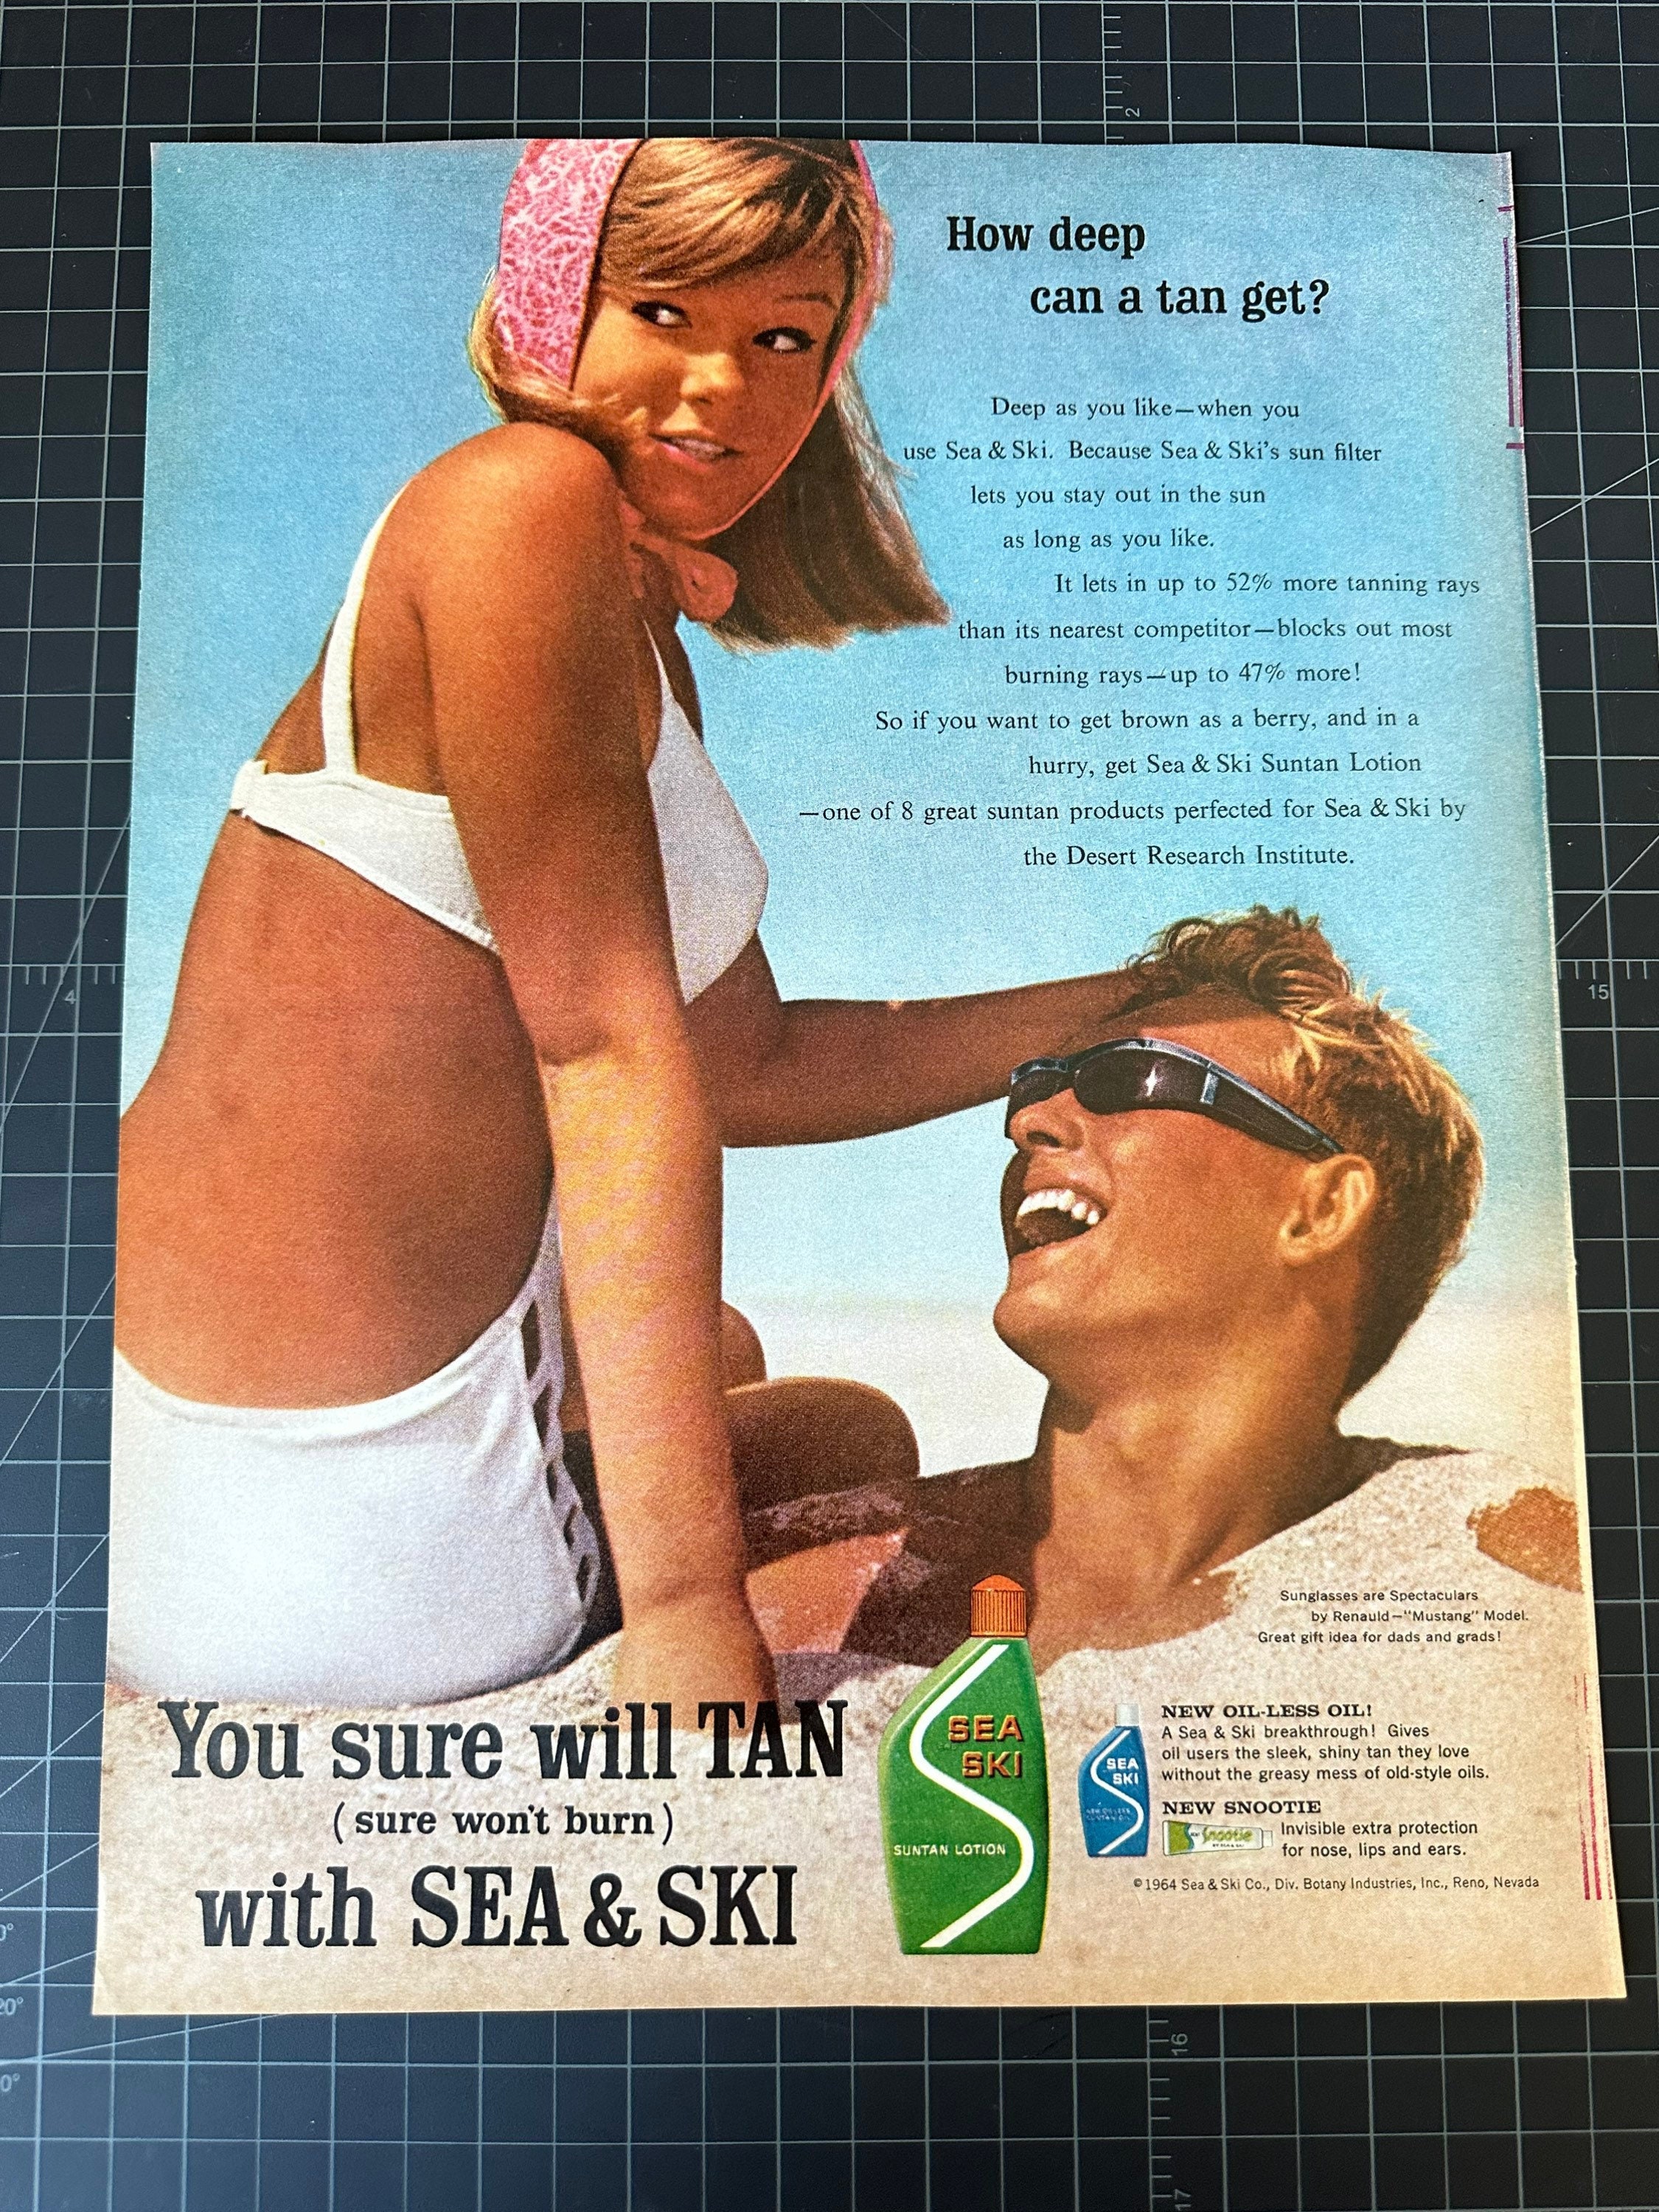 How deep
can a tan get?
Deep as you like—when you
use Sea & Ski. Because Sea & Ski's sun filter
lets you stay out in the sun
as long as you like.
It lets in up to 52% more tanning rays
than its nearest competitor—blocks out most
burning rays—up to 47% more!
So if you want to get brown as a berry, and in a
hurry, get Sea & Ski Suntan Lotion
—one of 8 great suntan products perfected for Sea & Ski by
the Desert Research Institute.
Sunglasses are Spectaculars
by Renauld—"Mustang" Model.
Great gift idea for dads and grads!
You sure will TAN
(sure won't burn)
with SEA & SKI
SEA
SKI
SUNTAN LOTION
SEA
SKI
NEW OIL-LESS OIL!
A Sea & Ski breakthrough! Gives
oil users the sleek, shiny tan they love
without the greasy mess of old-style oils.
NEW SNOOTIE
Snootie
Invisible extra protection
for nose, lips and ears.
©1964 Sea & Ski Co., Div. Botany Industries, Inc., Reno, Nevada
2
4
15
16
17
0°
20°
0°